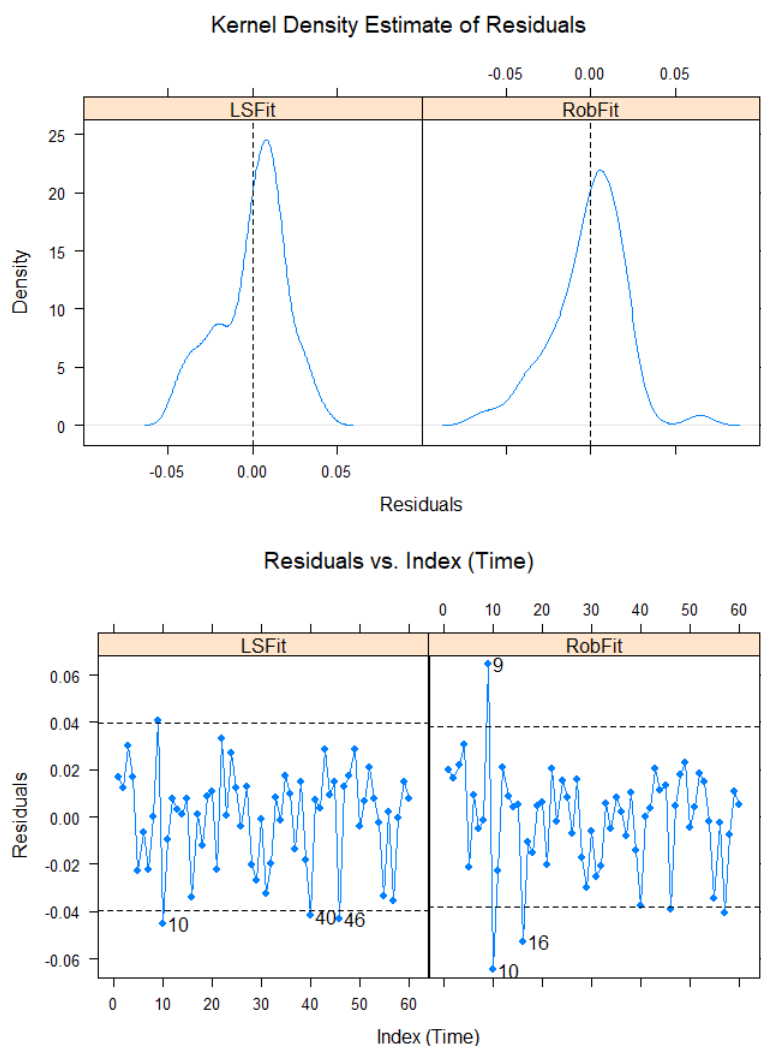 Kernel Density Estimate of Residuals
-0.05 0.00 0.05
LSFit RobFit
25
20
15
10
5
0
Density
-0.05 0.00 0.05
Residuals
Residuals vs. Index (Time)
0 10 20 30 40 50 60
LSFit RobFit
0.06
0.04
0.02
0.00
-0.02
-0.04
-0.06
Residuals
9
10
40
46
16
10
0 10 20 30 40 50 60
Index (Time)